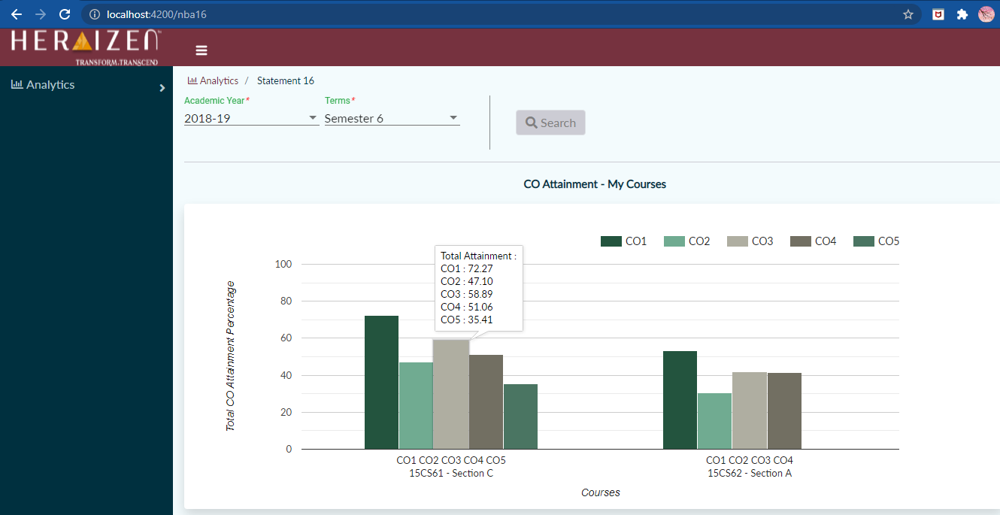 localhost:4200/nba16
HERAIZEN
TRANSFORM.TRANSCEND
Analytics
Analytics / Statement 16
Academic Year* Terms*
2018-19 Semester 6
Search
CO Attainment - My Courses
CO1 CO2 CO3 CO4 CO5
Total Attainment :
CO1 : 72.27
CO2 : 47.10
CO3 : 58.89
CO4 : 51.06
CO5 : 35.41
Total CO Attainment Percentage
100
80
60
40
20
0
CO1 CO2 CO3 CO4 CO5
15CS61 - Section C
CO1 CO2 CO3 CO4
15CS62 - Section A
Courses